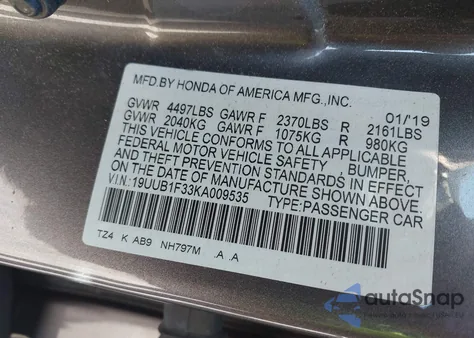 MFD.BY HONDA OF AMERICA MFG.,INC.
GVWR 4497LBS GAWR F 2370LBS R 2161LBS 01/'19
GVWR 2040KG GAWR F 1075KG R 980KG
THIS VEHICLE CONFORMS TO ALL APPLICABLE
FEDERAL MOTOR VEHICLE SAFETY , BUMPER,
AND THEFT PREVENTION STANDARDS IN EFFECT
ON THE DATE OF MANUFACTURE SHOWN ABOVE.
V.I.N.: 19UUB1F33KA009535 TYPE:PASSENGER CAR
TZ4 K AB9 NH797M .A .A
autoSnap